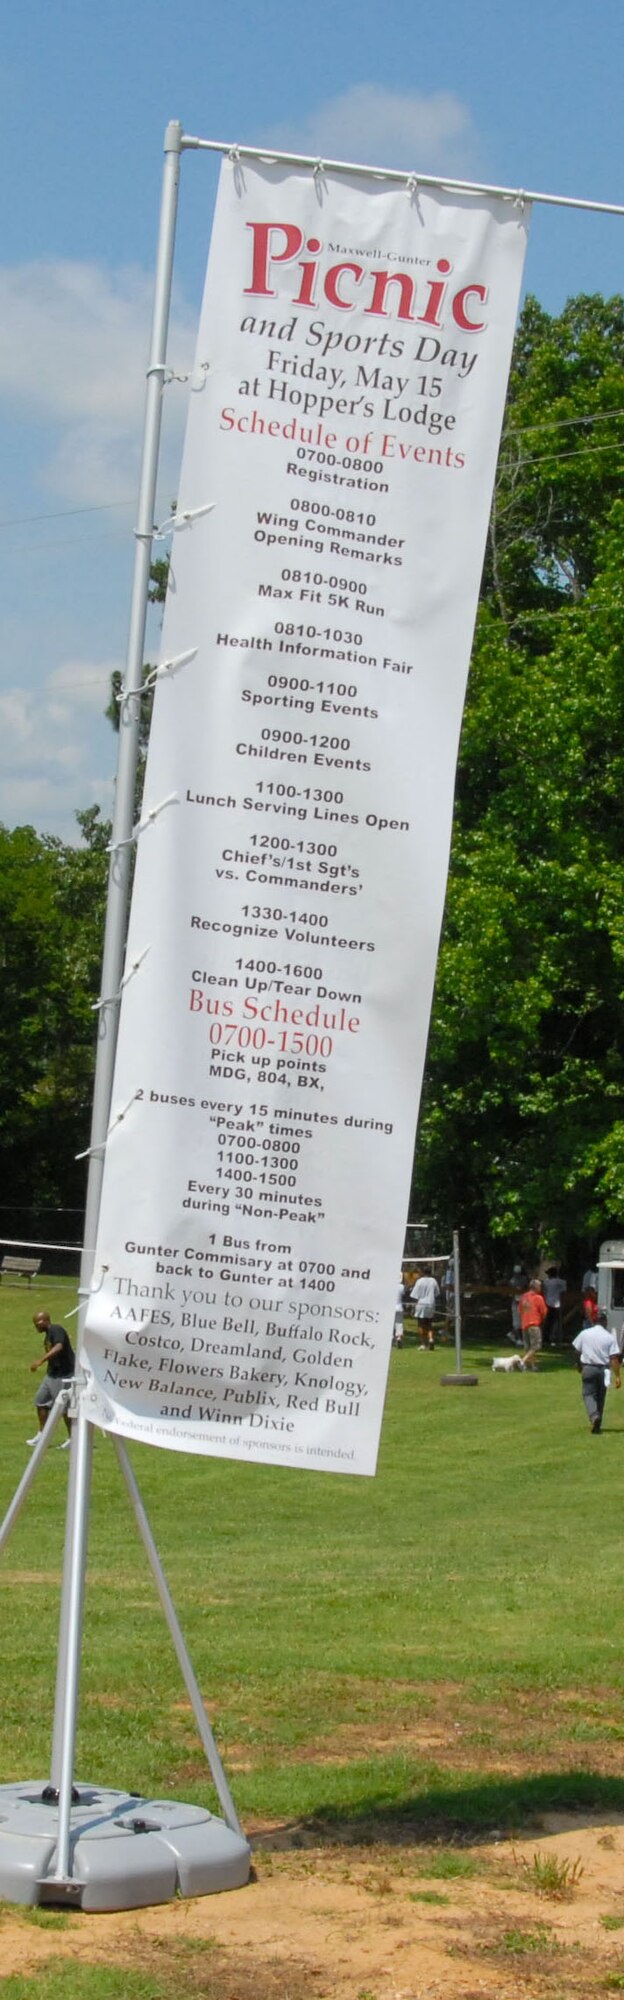 Maxwell-Gunter
Picnic
and Sports Day
Friday, May 15
at Hopper's Lodge
Schedule of Events
0700-0800
Registration
0800-0810
Wing Commander
Opening Remarks
0810-0900
Max Fit 5K Run
0810-1030
Health Information Fair
0900-1100
Sporting Events
0900-1200
Children Events
1100-1300
Lunch Serving Lines Open
1200-1300
Chief's/1st Sgt's
vs. Commanders'
1330-1400
Recognize Volunteers
1400-1600
Clean Up/Tear Down
Bus Schedule
0700-1500
Pick up points
MDG, 804, BX,
2 buses every 15 minutes during
"Peak" times
0700-0800
1100-1300
1400-1500
Every 30 minutes
during "Non-Peak"
1 Bus from
Gunter Commisary at 0700 and
back to Gunter at 1400
Thank you to our sponsors:
AAFES, Blue Bell, Buffalo Rock,
Costco, Dreamland, Golden
Flake, Flowers Bakery, Knology,
New Balance, Publix, Red Bull
and Winn Dixie
No Federal endorsement of sponsors is intended.